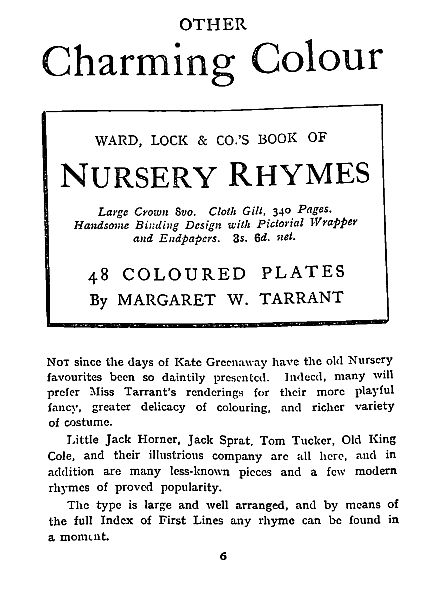 OTHER
Charming Colour
WARD, LOCK & CO.'S BOOK OF
NURSERY RHYMES
Large Crown 8vo. Cloth Gilt, 340 Pages.
Handsome Binding Design with Pictorial Wrapper
and Endpapers. 3s. 6d. net.
48 COLOURED PLATES
By MARGARET W. TARRANT
NOT since the days of Kate Greenaway have the old Nursery
favourites been so daintily presented. Indeed, many will
prefer Miss Tarrant's renderings for their more playful
fancy, greater delicacy of colouring, and richer variety
of costume.
Little Jack Horner, Jack Sprat, Tom Tucker, Old King
Cole, and their illustrious company are all here, and in
addition are many less-known pieces and a few modern
rhymes of proved popularity.
The type is large and well arranged, and by means of
the full Index of First Lines any rhyme can be found in
a moment.
6